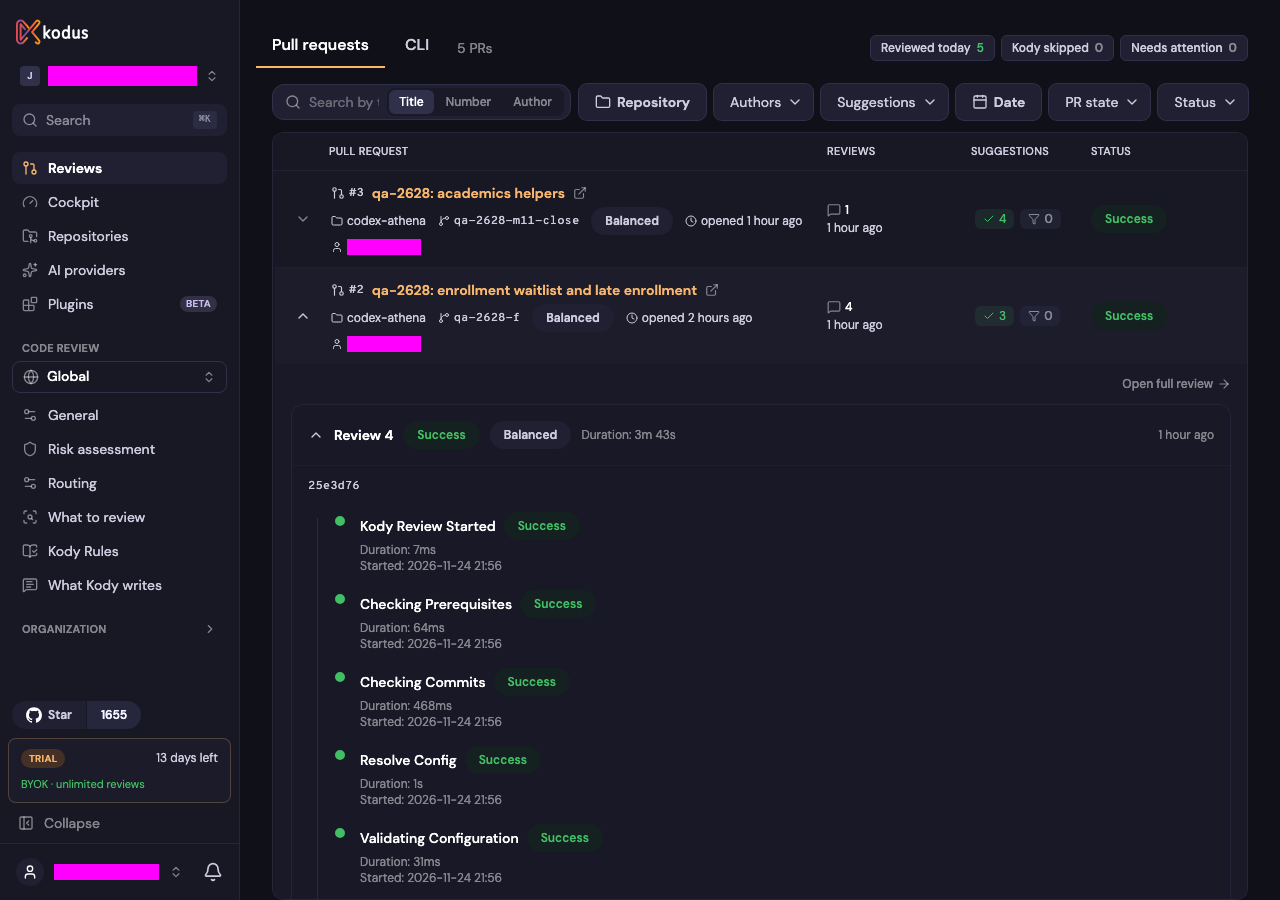 kodus
J
Search ⌘K
Reviews
Cockpit
Repositories
AI providers
Plugins BETA
CODE REVIEW
Global
General
Risk assessment
Routing
What to review
Kody Rules
What Kody writes
ORGANIZATION
Star 1655
TRIAL 13 days left
BYOK · unlimited reviews
Collapse
Pull requests CLI 5 PRs
Reviewed today 5 Kody skipped 0 Needs attention 0
Search by Title Number Author Repository Authors Suggestions Date PR state Status
PULL REQUEST REVIEWS SUGGESTIONS STATUS
#3 qa-2628: academics helpers
codex-athena qa-2628-m11-close Balanced opened 1 hour ago
1
1 hour ago
4 0 Success
#2 qa-2628: enrollment waitlist and late enrollment
codex-athena qa-2628-f Balanced opened 2 hours ago
4
1 hour ago
3 0 Success
Open full review
Review 4 Success Balanced Duration: 3m 43s 1 hour ago
25e3d76
Kody Review Started Success
Duration: 7ms
Started: 2026-11-24 21:56
Checking Prerequisites Success
Duration: 64ms
Started: 2026-11-24 21:56
Checking Commits Success
Duration: 468ms
Started: 2026-11-24 21:56
Resolve Config Success
Duration: 1s
Started: 2026-11-24 21:56
Validating Configuration Success
Duration: 31ms
Started: 2026-11-24 21:56